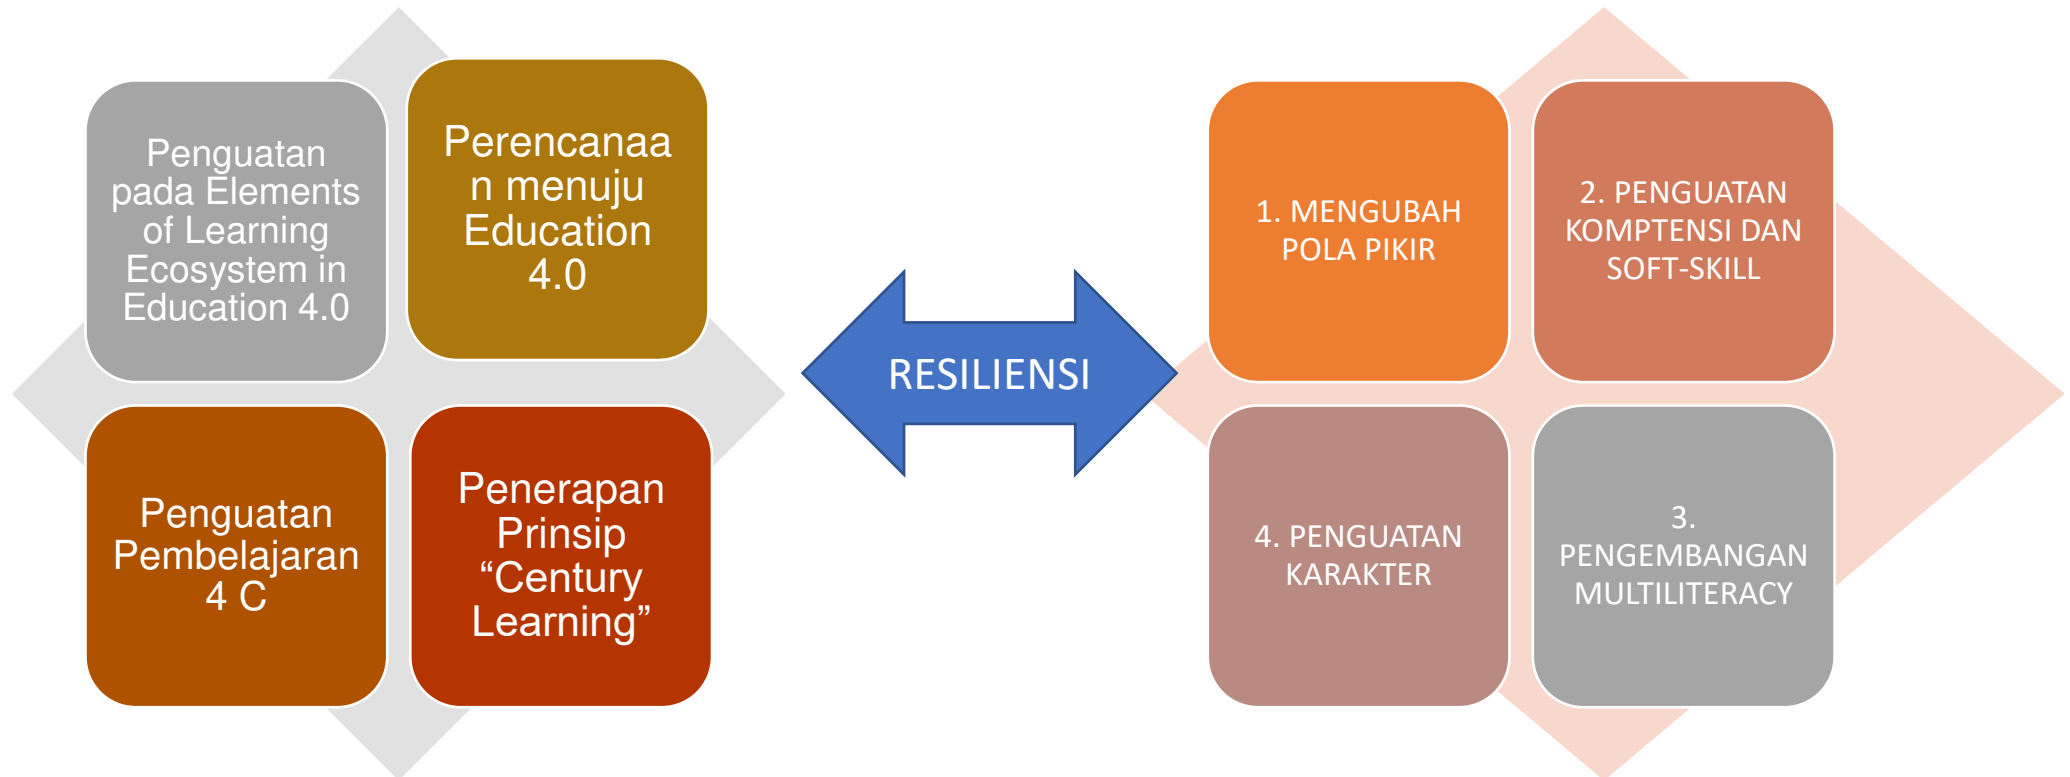 Penguatan
pada Elements
of Learning
Ecosystem in
Education 4.0
Perencanaa
n menuju
Education
4.0
Penguatan
Pembelajaran
4 C
Penerapan
Prinsip
“Century
Learning”
RESILIENSI
1. MENGUBAH
POLA PIKIR
2. PENGUATAN
KOMPTENSI DAN
SOFT-SKILL
4. PENGUATAN
KARAKTER
3.
PENGEMBANGAN
MULTILITERACY